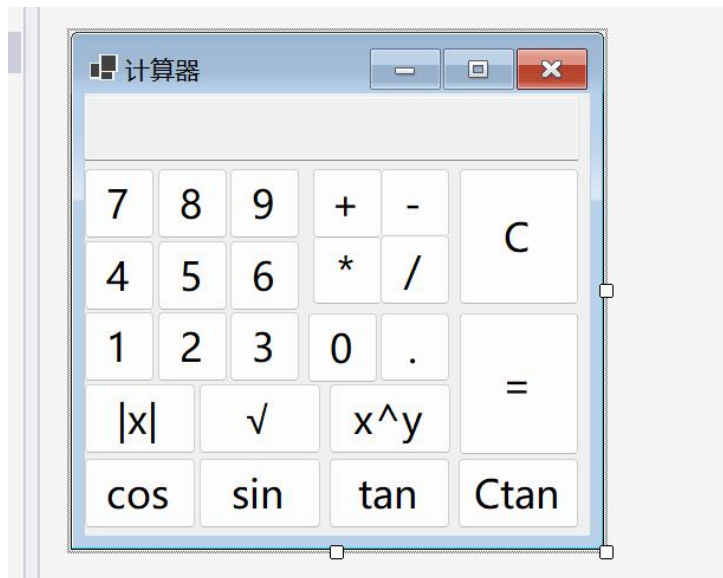 计算器
7 8 9 + - C
4 5 6 * /
1 2 3 0 . =
|x| √ x^y
cos sin tan Ctan